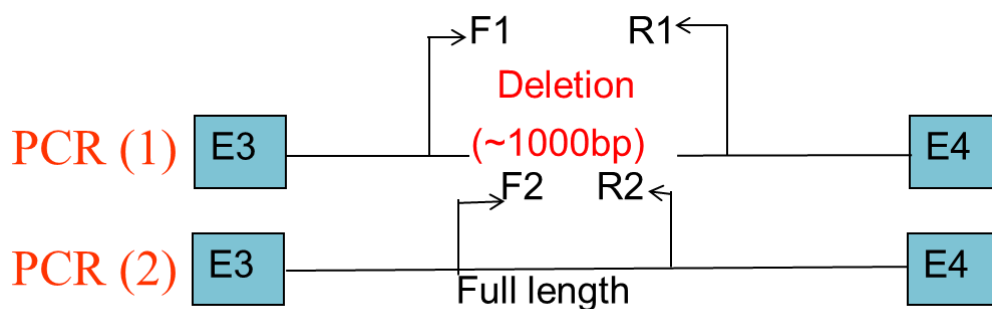 F1 R1
Deletion
PCR (1) E3 (~1000bp) E4
F2 R2
PCR (2) E3 E4
Full length